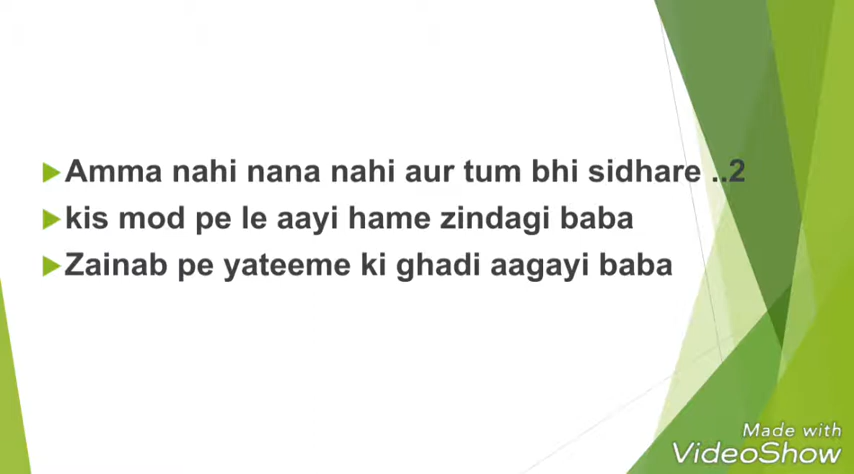 Amma nahi nana nahi aur tum bhi sidhare ..2
kis mod pe le aayi hame zindagi baba
Zainab pe yateeme ki ghadi aagayi baba
Made with
VideoShow